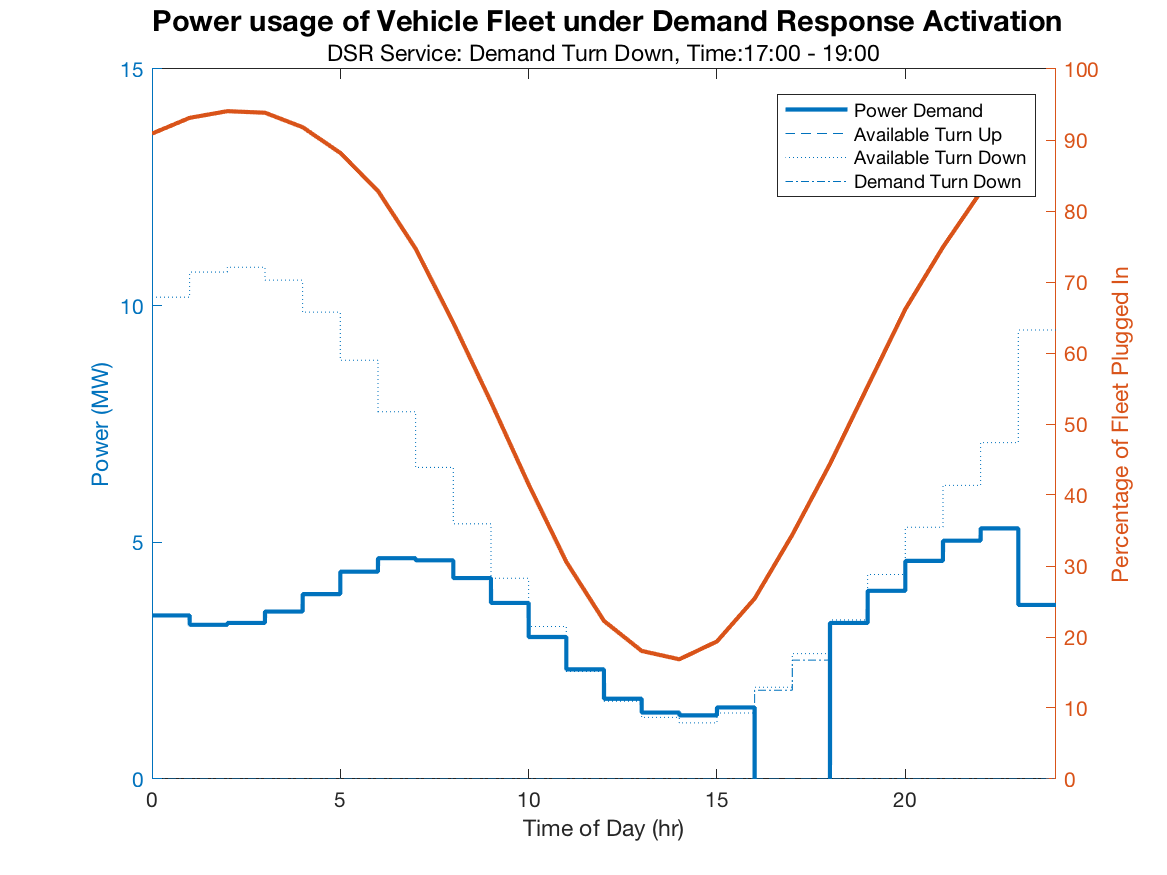 Power usage of Vehicle Fleet under Demand Response Activation
DSR Service: Demand Turn Down, Time:17:00 - 19:00
Power Demand
Available Turn Up
Available Turn Down
Demand Turn Down
15
10
5
0
Power (MW)
100
90
80
70
60
50
40
30
20
10
0
Percentage of Fleet Plugged In
0
5
10
15
20
Time of Day (hr)